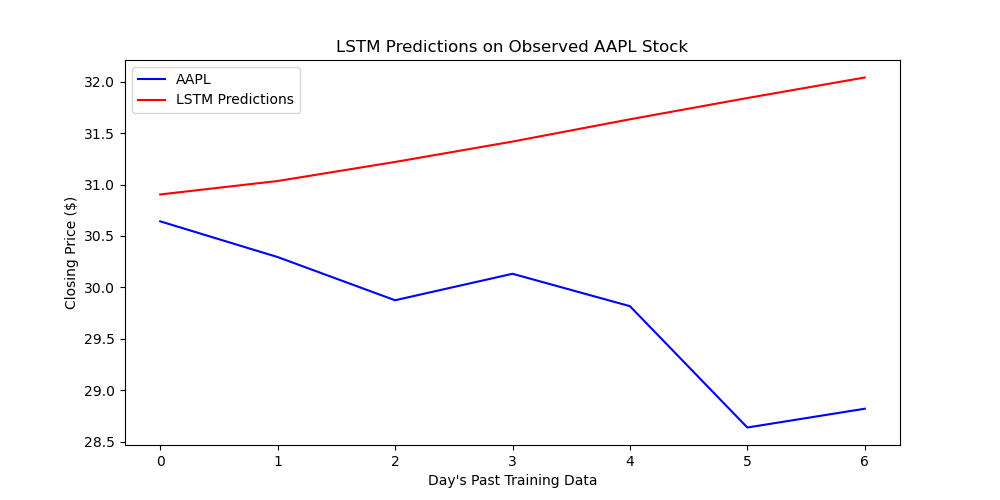 LSTM Predictions on Observed AAPL Stock
AAPL
LSTM Predictions
Closing Price ($)
32.0
31.5
31.0
30.5
30.0
29.5
29.0
28.5
0 1 2 3 4 5 6
Day's Past Training Data